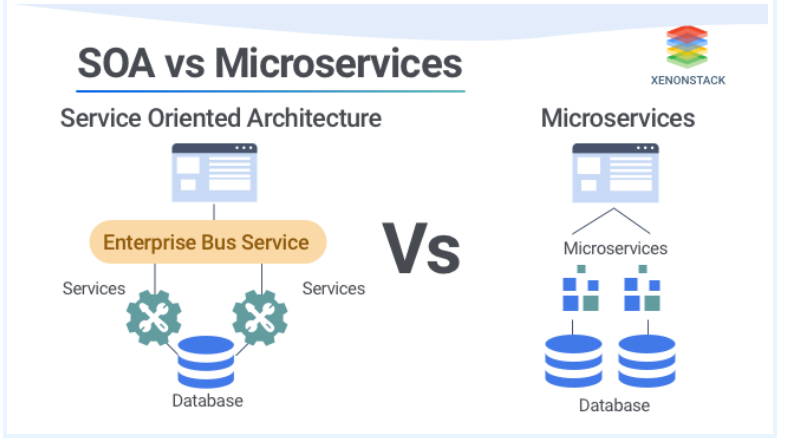 SOA vs Microservices
XENONSTACK
Service Oriented Architecture
Microservices
Enterprise Bus Service
Vs
Microservices
Services
Services
Database
Database